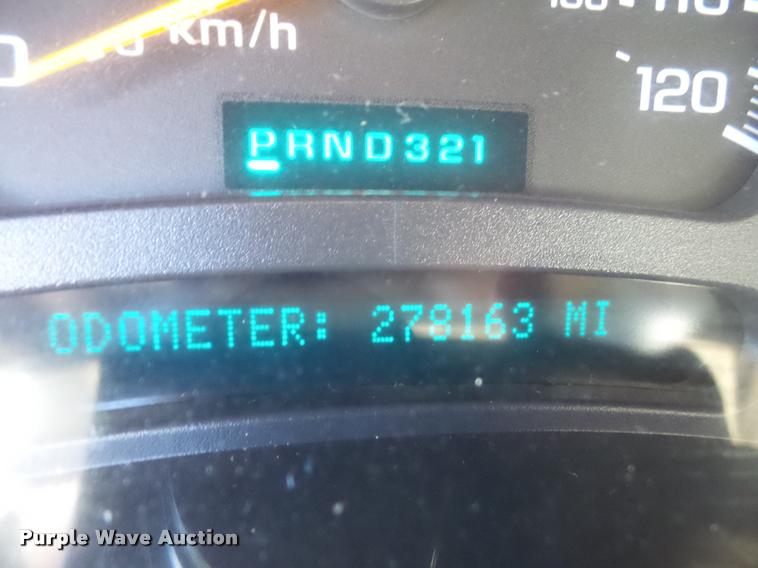 km/h
120
PRND321
ODOMETER: 278163 MI
Purple Wave Auction